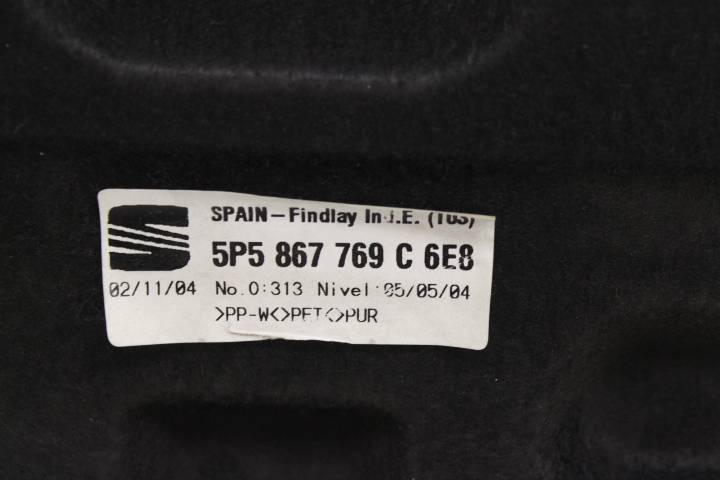 SPAIN-Findlay In.I.E. (TUS)
5P5 867 769 C 6E8
02/11/04 No.O:313 Nivel:05/05/04
>PP-W<>PET<>PUR